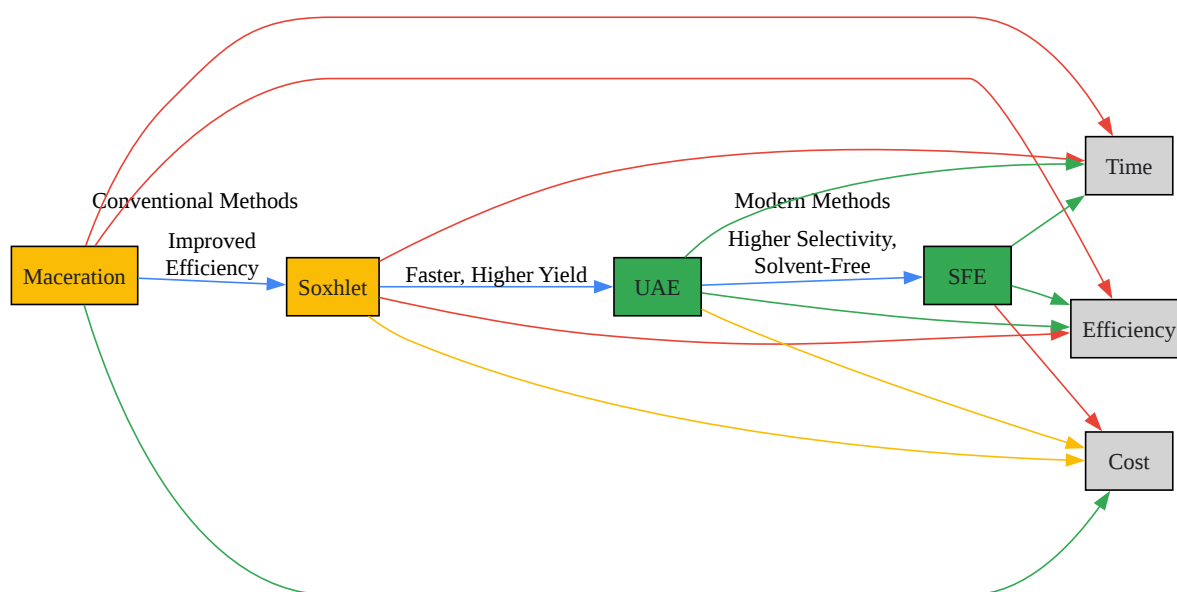 Time
Conventional Methods
Modern Methods
Improved
Efficiency
Higher Selectivity,
Solvent-Free
Maceration
Soxhlet
Faster, Higher Yield
UAE
SFE
Efficiency
Cost